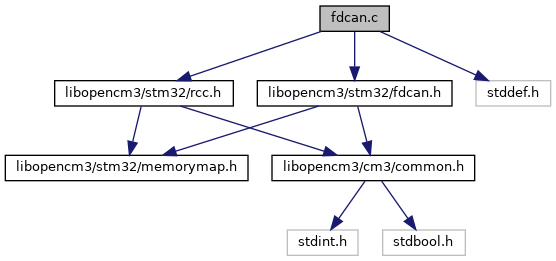 fdcan.c
libopencm3/stm32/rcc.h
libopencm3/stm32/fdcan.h
stddef.h
libopencm3/stm32/memorymap.h
libopencm3/cm3/common.h
stdint.h
stdbool.h